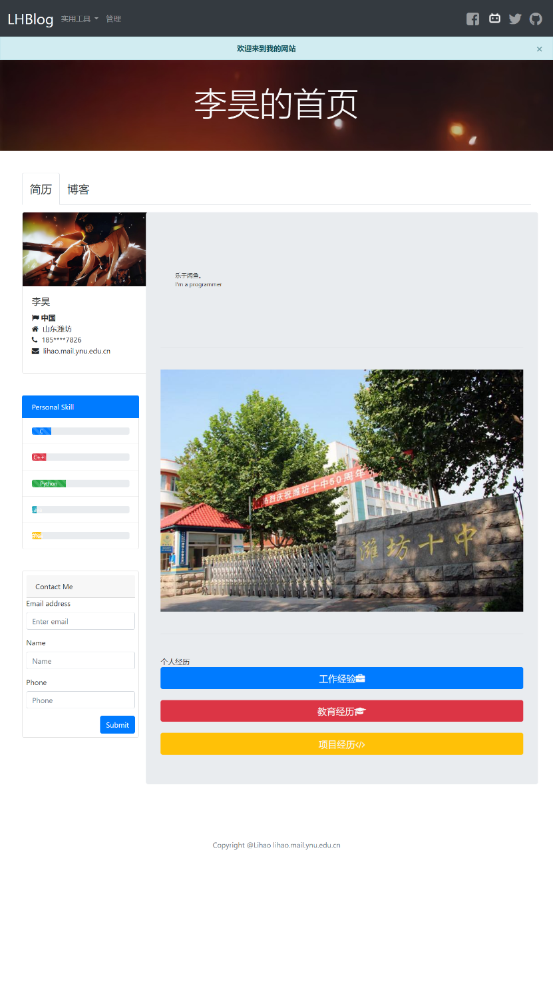 LHBlog 实用工具 管理
欢迎来到我的网站 ×
李昊的首页
简历 博客
李昊
中国
山东潍坊
185****7826
lihao.mail.ynu.edu.cn
Personal Skill
C
C++
Python
Java
Contact Me
Email address
Enter email
Name
Name
Phone
Phone
Submit
乐于闲鱼。
I'm a programmer
热烈庆祝潍坊十中50周年
潍坊十中
个人经历
工作经验
教育经历
项目经历</>
Copyright @Lihao lihao.mail.ynu.edu.cn